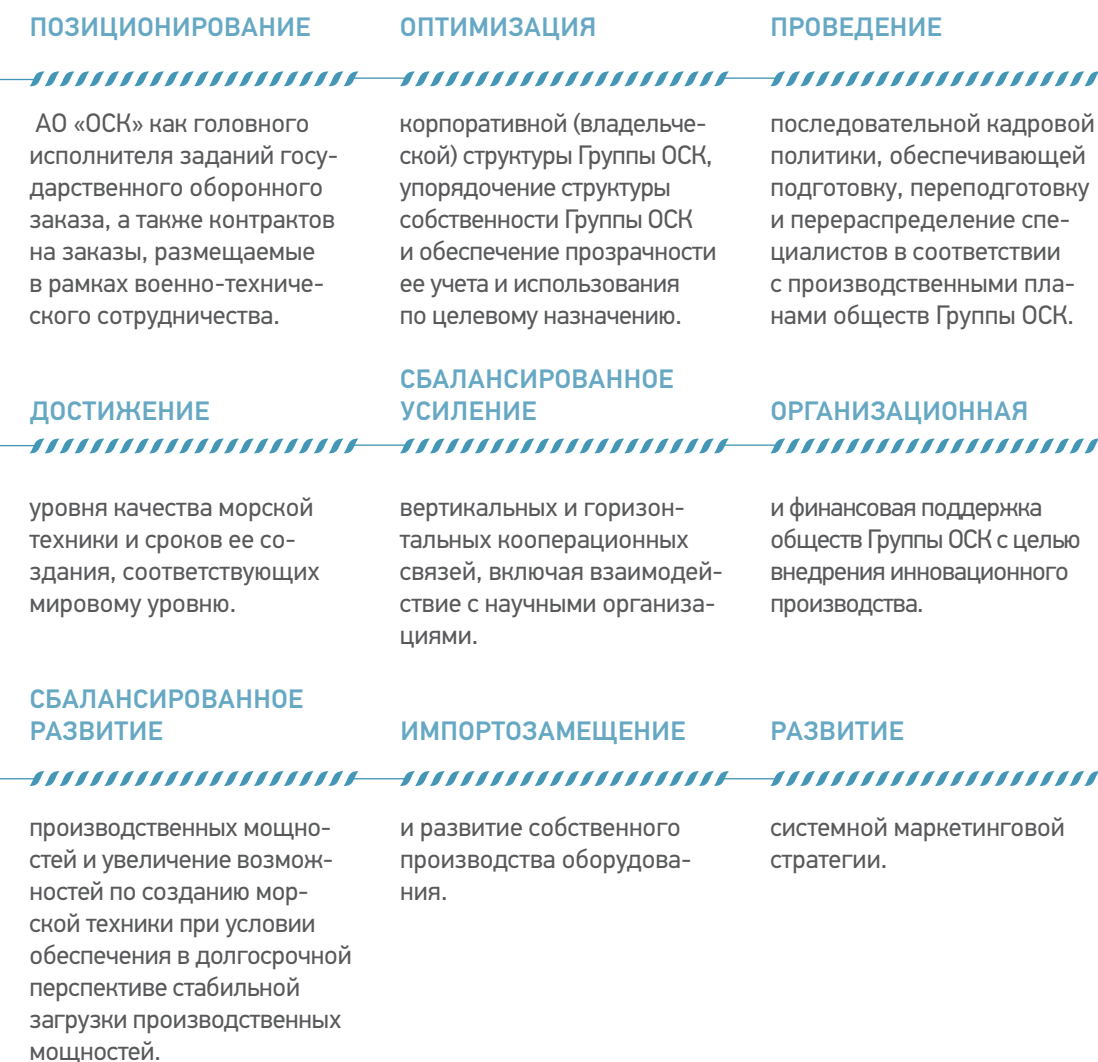 ПОЗИЦИОНИРОВАНИЕ
АО «ОСК» как головного
исполнителя заданий госу-
дарственного оборонного
заказа, а также контрактов
на заказы, размещаемые
в рамках военно-техниче-
ского сотрудничества.
ОПТИМИЗАЦИЯ
корпоративной (владельче-
ской) структуры Группы ОСК,
упорядочение структуры
собственности Группы ОСК
и обеспечение прозрачности
ее учета и использования
по целевому назначению.
ПРОВЕДЕНИЕ
последовательной кадровой
политики, обеспечивающей
подготовку, переподготовку
и перераспределение спе-
циалистов в соответствии
с производственными пла-
нами обществ Группы ОСК.
ДОСТИЖЕНИЕ
уровня качества морской
техники и сроков ее со-
здания, соответствующих
мировому уровню.
СБАЛАНСИРОВАННОЕ
УСИЛЕНИЕ
вертикальных и горизон-
тальных кооперационных
связей, включая взаимодей-
ствие с научными организа-
циями.
ОРГАНИЗАЦИОННАЯ
и финансовая поддержка
обществ Группы ОСК с целью
внедрения инновационного
производства.
СБАЛАНСИРОВАННОЕ
РАЗВИТИЕ
производственных мощно-
стей и увеличение возмож-
ностей по созданию мор-
ской техники при условии
обеспечения в долгосрочной
перспективе стабильной
загрузки производственных
мощностей.
ИМПОРТОЗАМЕЩЕНИЕ
и развитие собственного
производства оборудова-
ния.
РАЗВИТИЕ
системной маркетинговой
стратегии.